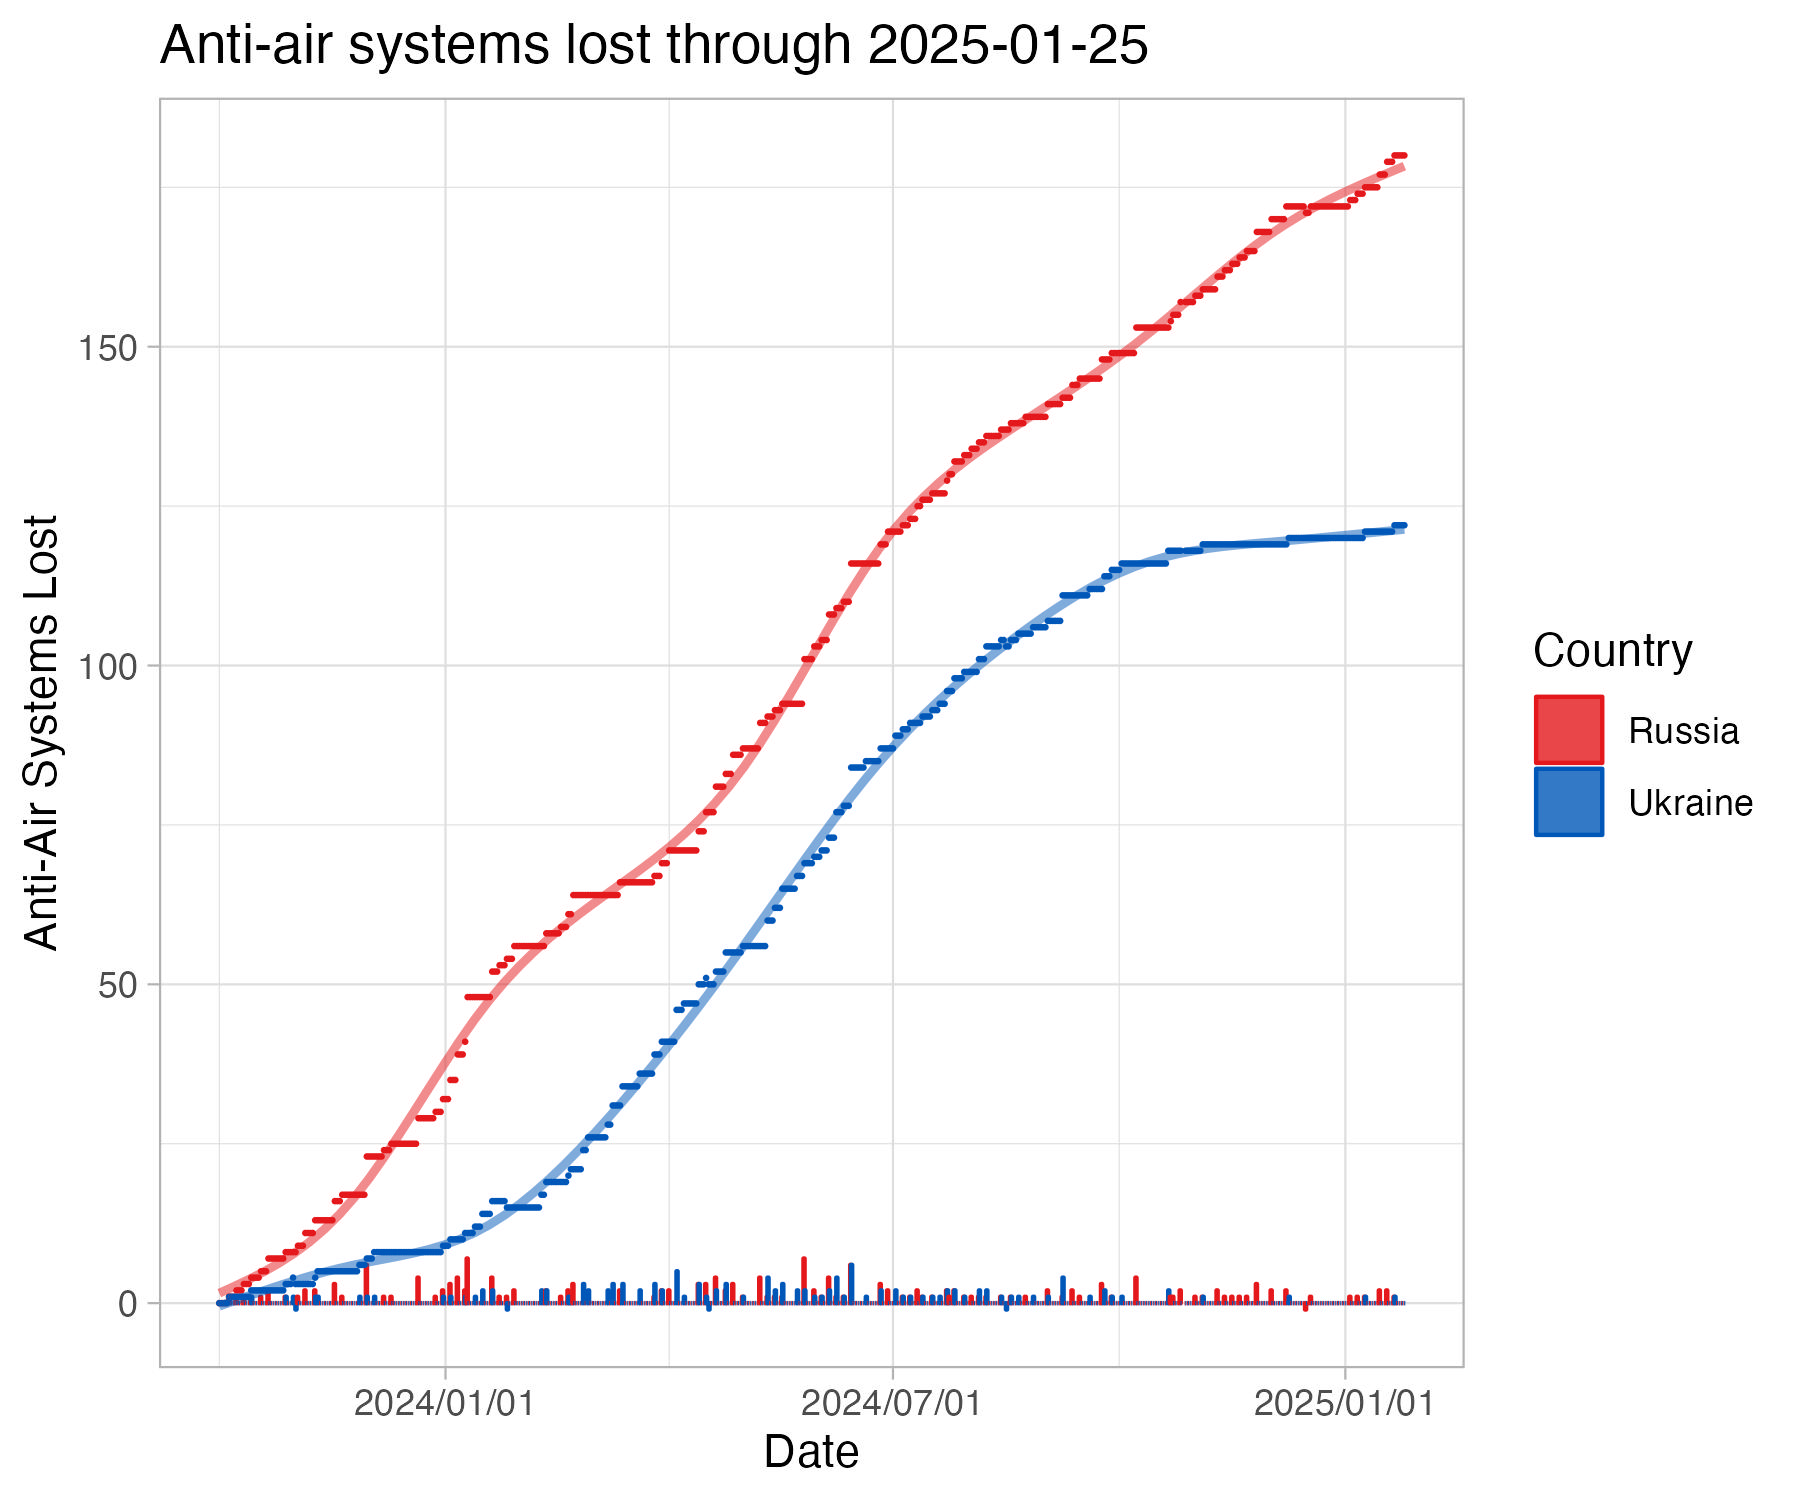 Anti-air systems lost through 2025-01-25
Anti-Air Systems Lost
150
100
50
0
2024/01/01
2024/07/01
2025/01/01
Date
Country
Russia
Ukraine